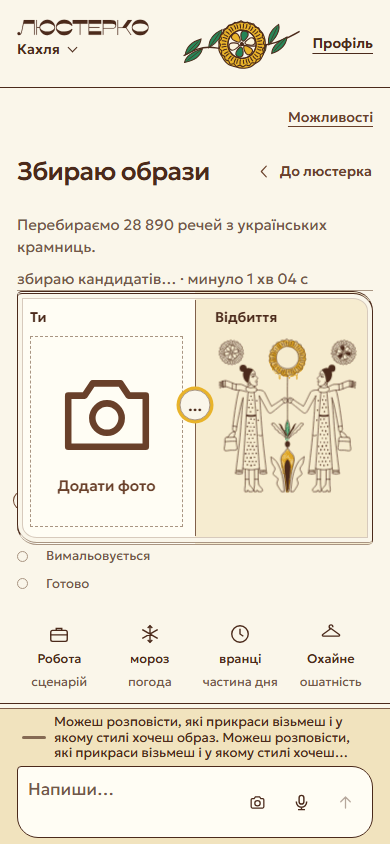 ЛЮСТЕРКО
Кахля
Профіль
Можливості
Збираю образи
До люстерка
Перебираємо 28 890 речей з українських
крамниць.
збираю кандидатів… · минуло 1 хв 04 с
Ти
Відбиття
...
Додати фото
Вимальовується
Готово
Робота
мороз
вранці
Охайне
сценарій
погода
частина дня
ошатність
Можеш розповісти, які прикраси візьмеш і у
якому стилі хочеш образ. Можеш розповісти,
які прикраси візьмеш і у якому стилі хочеш…
Напиши…